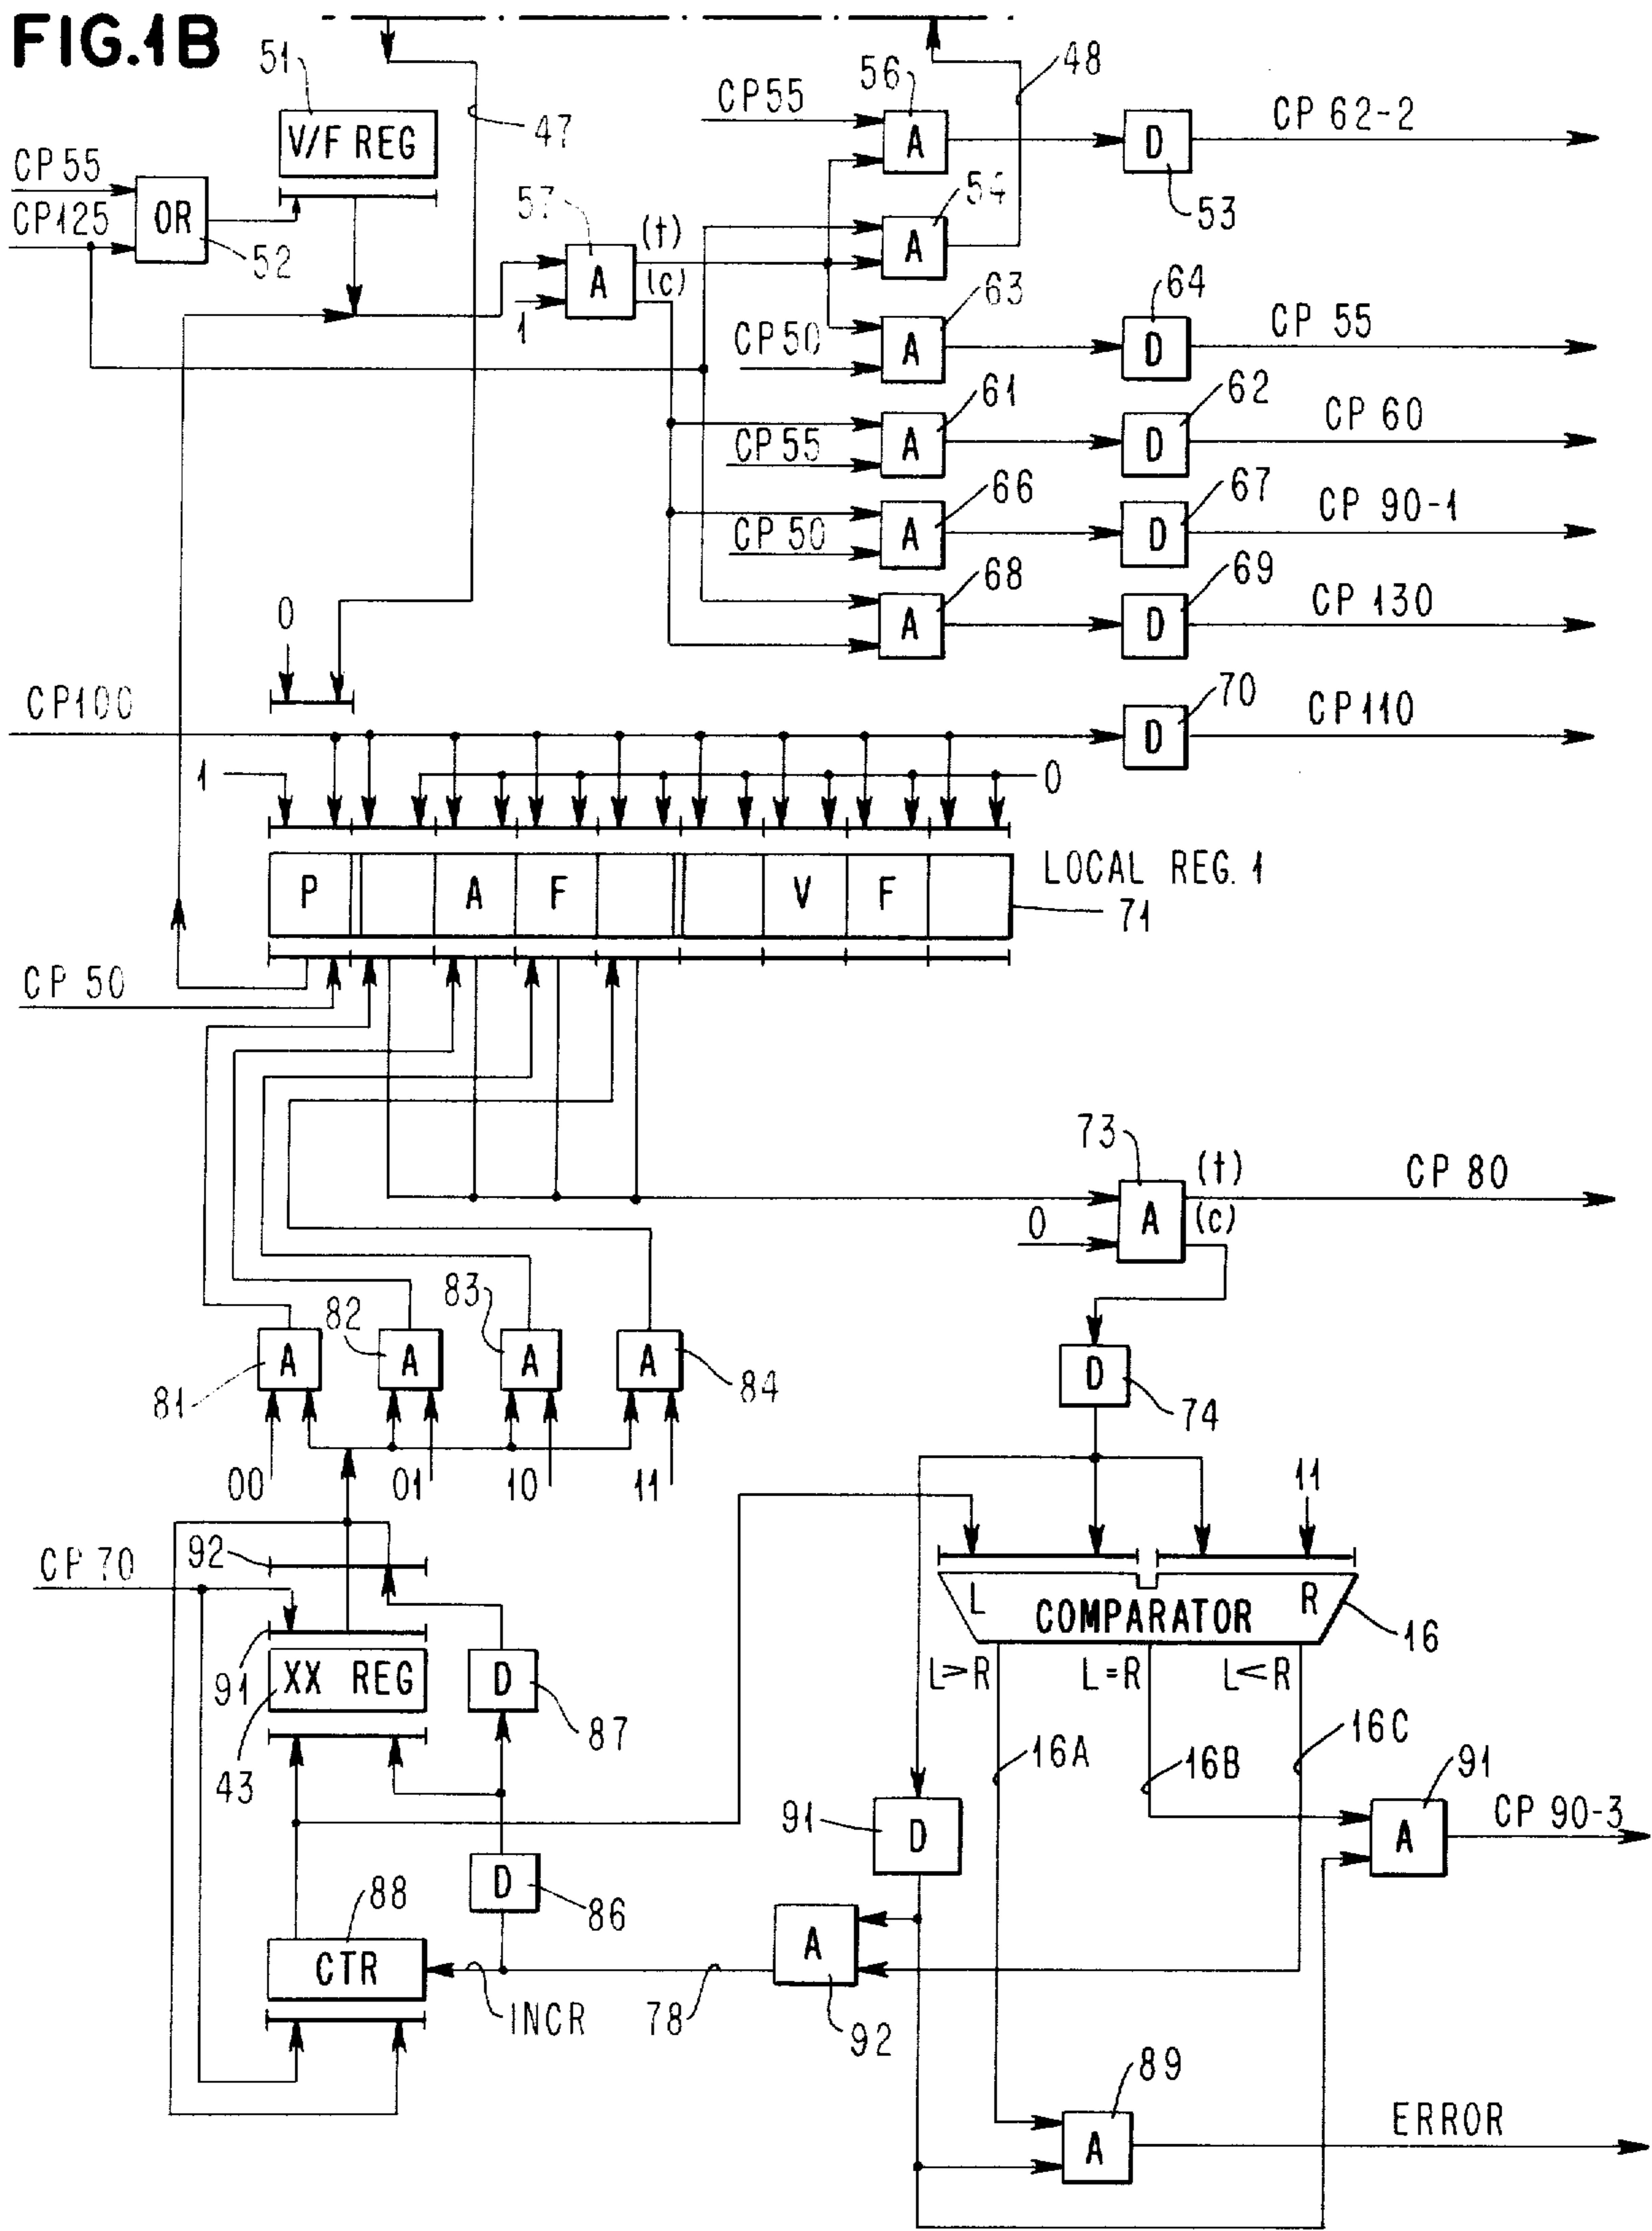 FIG.1B
51
V/F REG
47
CP55
56
A
48
D
CP 62-2
53
CP55
CP125
OR
52
57
A
(t)
(c)
1
54
A
CP50
63
A
64
D
CP 55
CP55
61
A
62
D
CP 60
CP 50
66
A
67
D
CP 90-1
68
A
69
D
CP 130
0
CP100
70
D
CP110
1
0
P A F V F
LOCAL REG. 1
71
CP 50
73
A
(t)
(c)
CP 80
0
81
A
82
A
83
A
A
84
D
74
00
01
10
11
11
92
CP 70
91
XX REG
43
D
87
L
COMPARATOR
R
16
L>R
L=R
L<R
16A
16B
16C
91
A
CP 90-3
91
D
88
CTR
D
86
INCR
78
A
92
89
A
ERROR